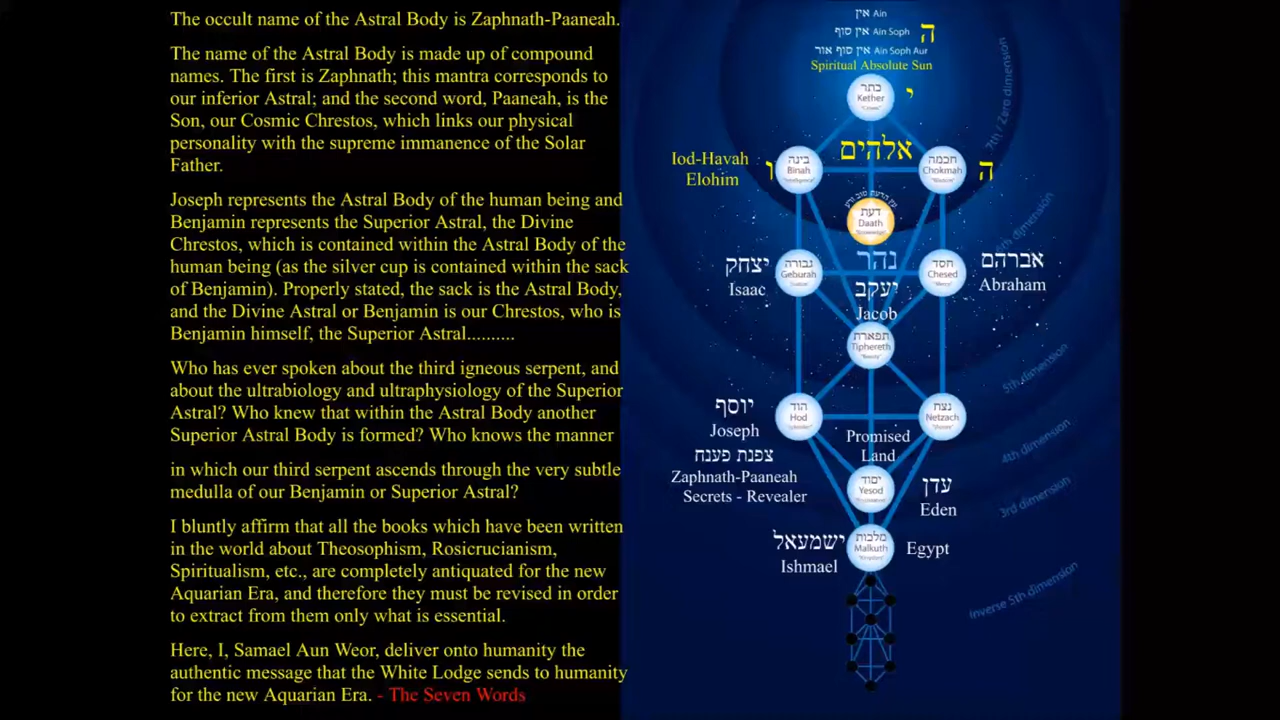 The occult name of the Astral Body is Zaphnath-Paaneah.
The name of the Astral Body is made up of compound
names. The first is Zaphnath; this mantra corresponds to
our inferior Astral; and the second word, Paaneah, is the
Son, our Cosmic Chrestos, which links our physical
personality with the supreme immanence of the Solar
Father.
Joseph represents the Astral Body of the human being and
Benjamin represents the Superior Astral, the Divine
Chrestos, which is contained within the Astral Body of the
human being (as the silver cup is contained within the sack
of Benjamin). Properly stated, the sack is the Astral Body,
and the Divine Astral or Benjamin is our Chrestos, who is
Benjamin himself, the Superior Astral..........
Who has ever spoken about the third igneous serpent, and
about the ultrabiology and ultraphysiology of the Superior
Astral? Who knew that within the Astral Body another
Superior Astral Body is formed? Who knows the manner
in which our third serpent ascends through the very subtle
medulla of our Benjamin or Superior Astral?
I bluntly affirm that all the books which have been written
in the world about Theosophism, Rosicrucianism,
Spiritualism, etc., are completely antiquated for the new
Aquarian Era, and therefore they must be revised in order
to extract from them only what is essential.
Here, I, Samael Aun Weor, deliver onto humanity the
authentic message that the White Lodge sends to humanity
for the new Aquarian Era. - The Seven Words
אין Ain
אין סוף Ain Soph
ה
אין סוף אור Ain Soph Aur
Spiritual Absolute Sun
כתר
Kether
י
7th / Zero dimension
אלהים
Iod-Havah
Elohim
ו
בינה
Binah
"Intelligence"
חכמה
Chokmah
"Wisdom"
ה
עץ הדעת טוב ורע
דעת
Daath
"Knowledge"
dimension
נהר
יצחק
Isaac
גבורה
Geburah
חסד
Chesed
"Mercy"
אברהם
Abraham
יעקב
Jacob
תפארת
Tiphereth
"Beauty"
5th dimension
יוסף
Joseph
הוד
Hod
נצח
Netzach
Promised
Land
4th dimension
צפנת פענח
Zaphnath-Paaneah
Secrets - Revealer
יסוד
Yesod
עדן
Eden
3rd dimension
ישמעאל
Ishmael
מלכות
Malkuth
Egypt
Inverse 5th dimension